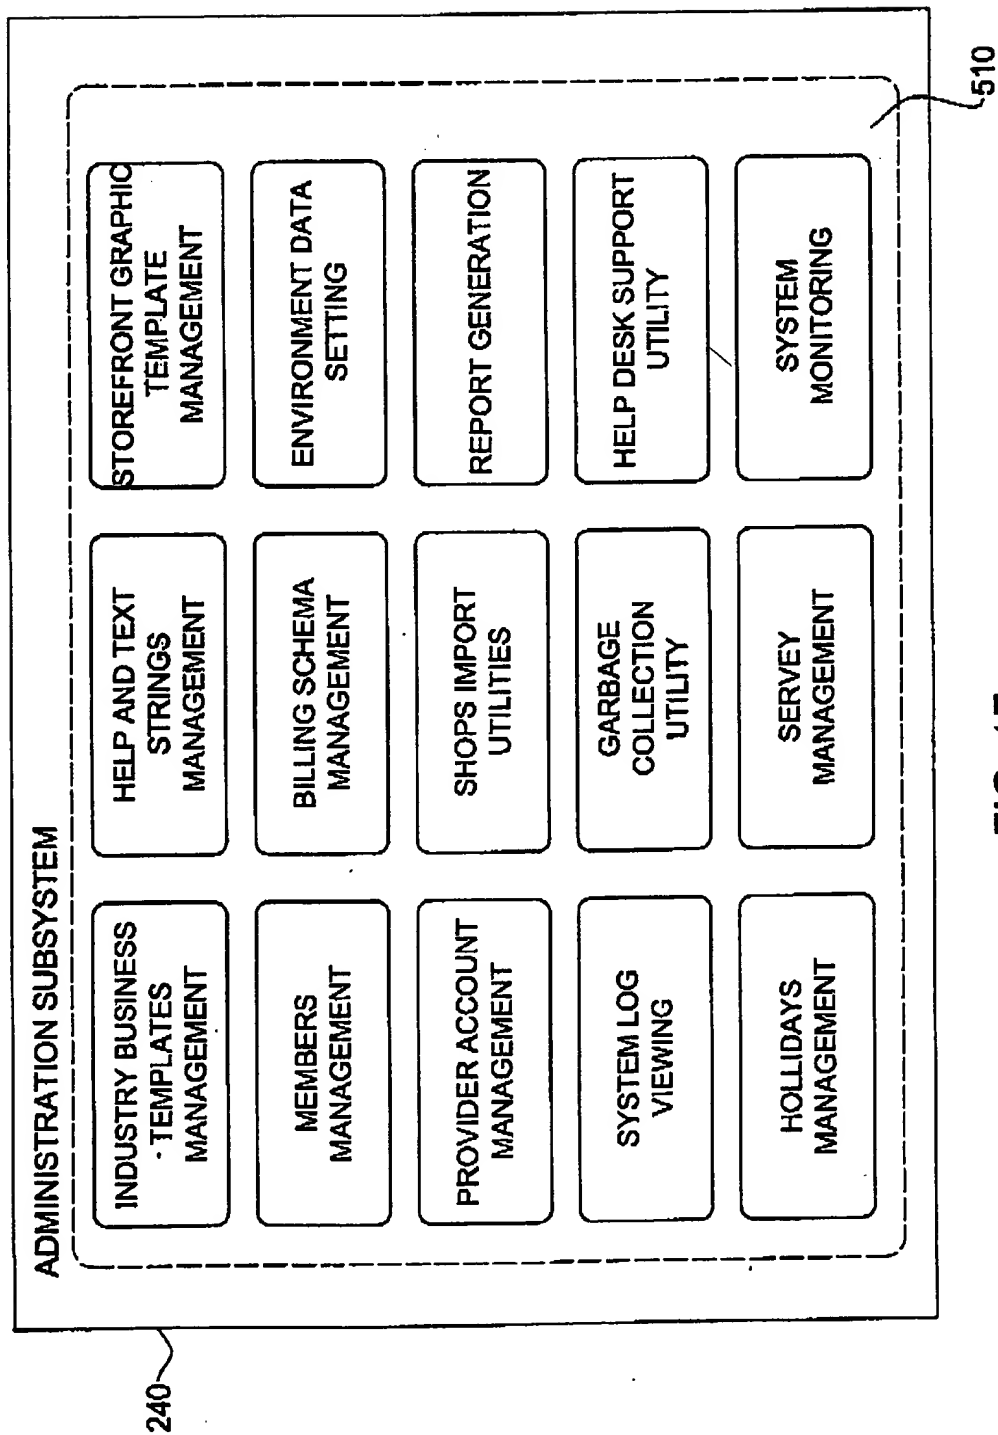 ADMINISTRATION SUBSYSTEM
INDUSTRY BUSINESS
- TEMPLATES
MANAGEMENT
HELP AND TEXT
STRINGS
MANAGEMENT
STOREFRONT GRAPHIC
TEMPLATE
MANAGEMENT
MEMBERS
MANAGEMENT
BILLING SCHEMA
MANAGEMENT
ENVIRONMENT DATA
SETTING
PROVIDER ACCOUNT
MANAGEMENT
SHOPS IMPORT
UTILITIES
REPORT GENERATION
SYSTEM LOG
VIEWING
GARBAGE
COLLECTION
UTILITY
HELP DESK SUPPORT
UTILITY
HOLLIDAYS
MANAGEMENT
SERVEY
MANAGEMENT
SYSTEM
MONITORING
240
510